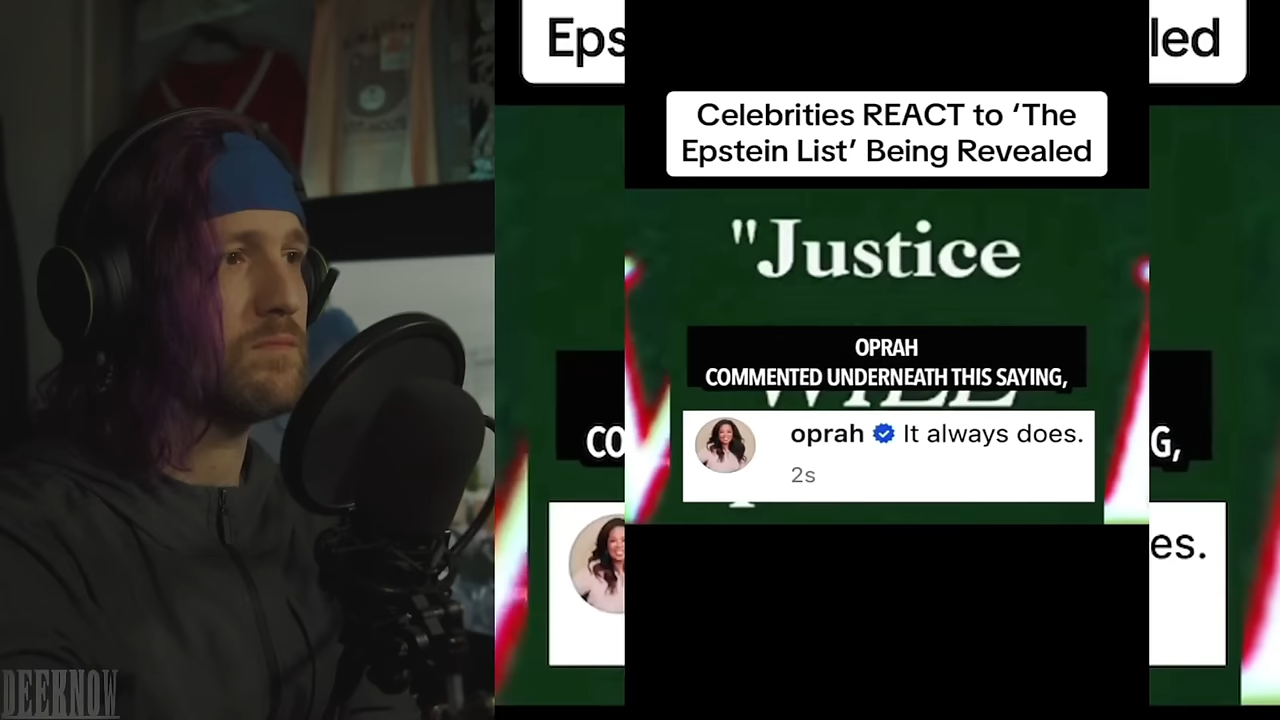 Eps
led
Celebrities REACT to ‘The
Epstein List’ Being Revealed
"Justice
WILL
OPRAH
COMMENTED UNDERNEATH THIS SAYING,
CO
G,
oprah It always does.
2s
es.
DEEKNOW